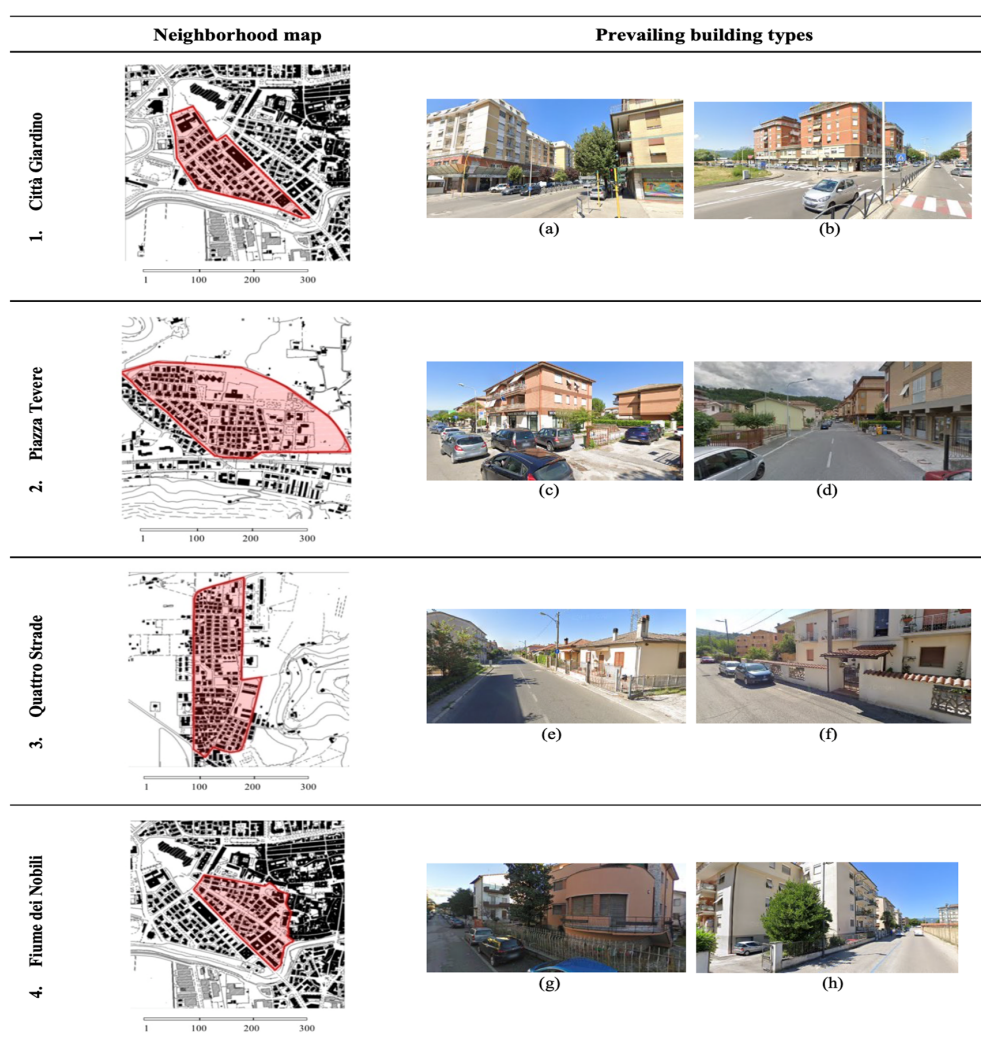 Neighborhood map Prevailing building types
1. Città Giardino
(a) (b)
1 100 200 300
2. Piazza Tevere
(c) (d)
1 100 200 300
3. Quattro Strade
(e) (f)
1 100 200 300
4. Fiume dei Nobili
(g) (h)
1 100 200 300